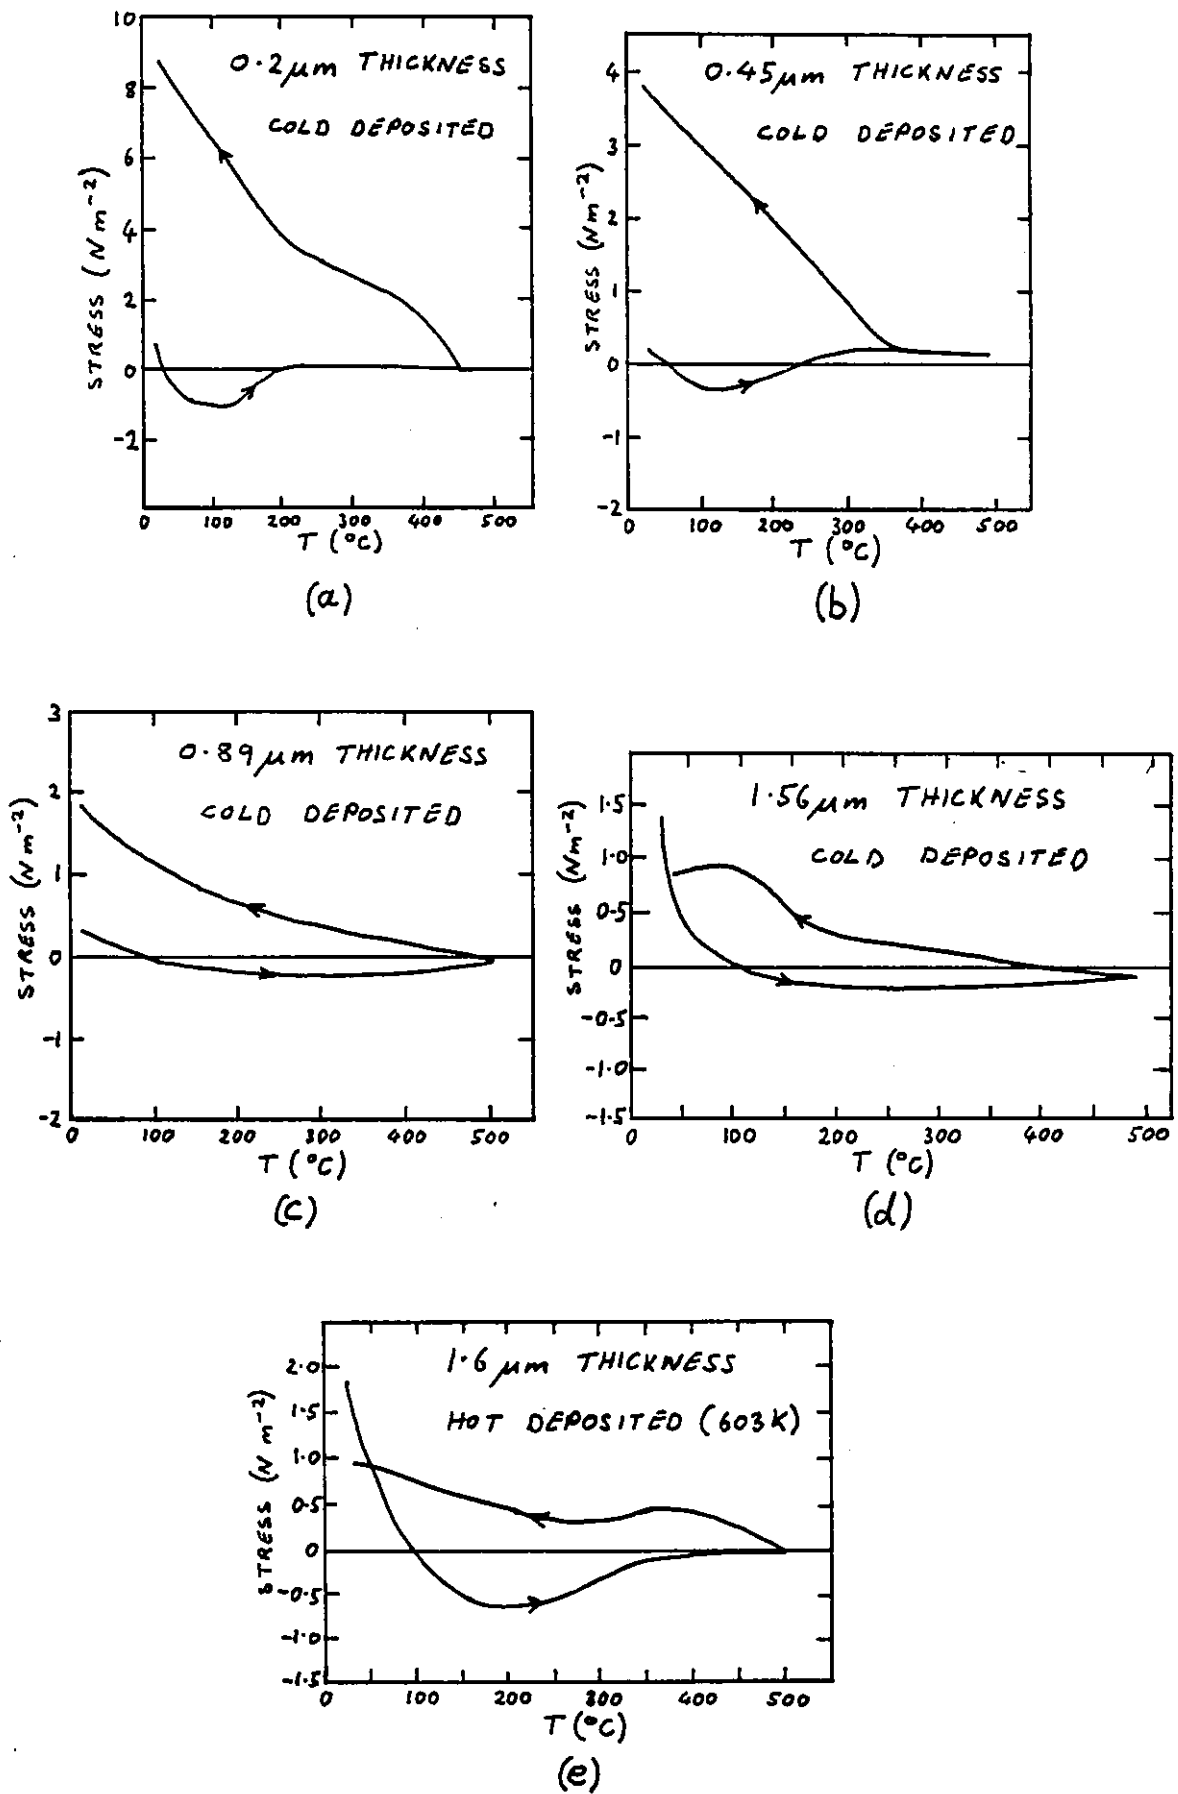 10
8
6
4
2
0
-2
STRESS (Nm⁻²)
0.2μm THICKNESS
COLD DEPOSITED
0 100 200 300 400 500
T (°C)
(a)
4
3
2
1
0
-1
-2
STRESS (Nm⁻²)
0.45μm THICKNESS
COLD DEPOSITED
0 100 200 300 400 500
T (°C)
(b)
3
2
1
0
-1
-2
STRESS (Nm⁻²)
0.89μm THICKNESS
COLD DEPOSITED
0 100 200 300 400 500
T (°C)
(c)
1.5
1.0
0.5
0
-0.5
-1.0
-1.5
STRESS (Nm⁻²)
1.56μm THICKNESS
COLD DEPOSITED
0 100 200 300 400 500
T (°C)
(d)
2.0
1.5
1.0
0.5
0
-0.5
-1.0
-1.5
STRESS (Nm⁻²)
1.6 μm THICKNESS
HOT DEPOSITED (603K)
0 100 200 300 400 500
T (°C)
(e)